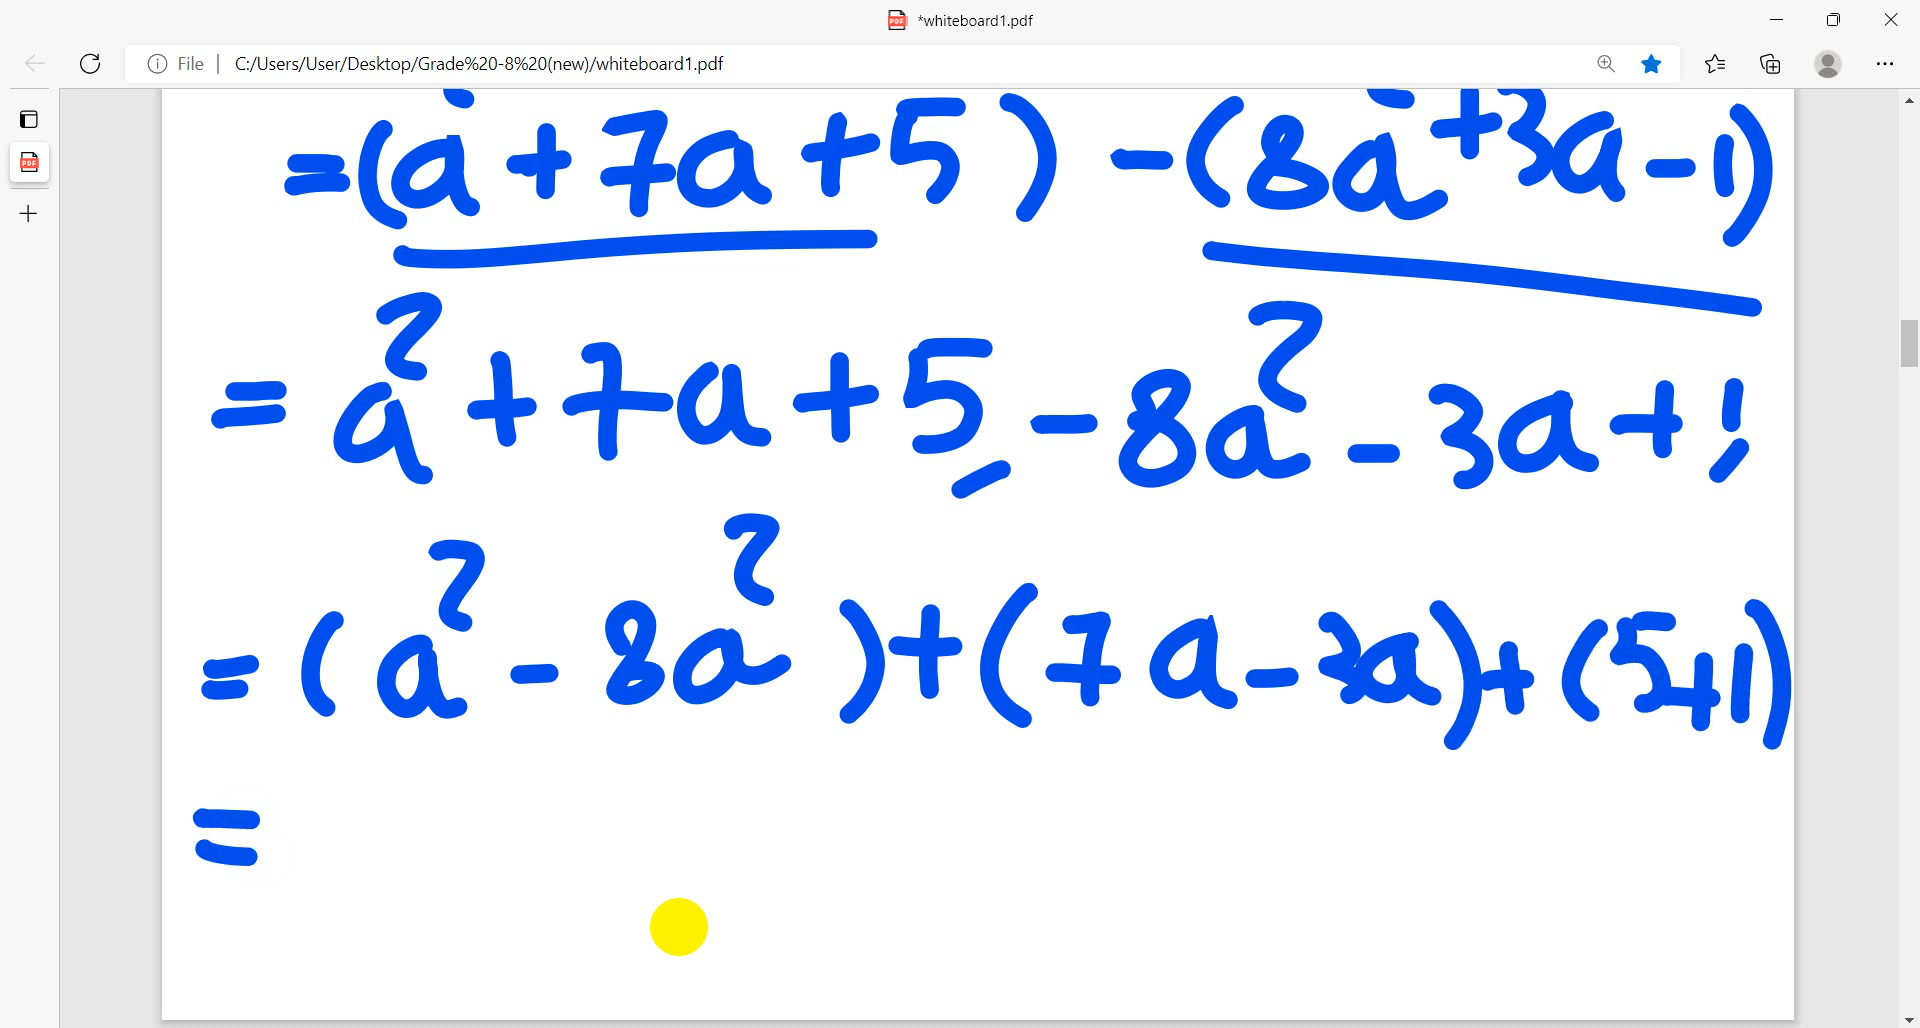 *whiteboard1.pdf
File | C:/Users/User/Desktop/Grade%20-8%20(new)/whiteboard1.pdf
=(a² + 7a + 5) - (8a² + 3a - 1)
= a² + 7a + 5 - 8a² - 3a + 1
= (a² - 8a²) + (7a - 3a) + (5+1)
=